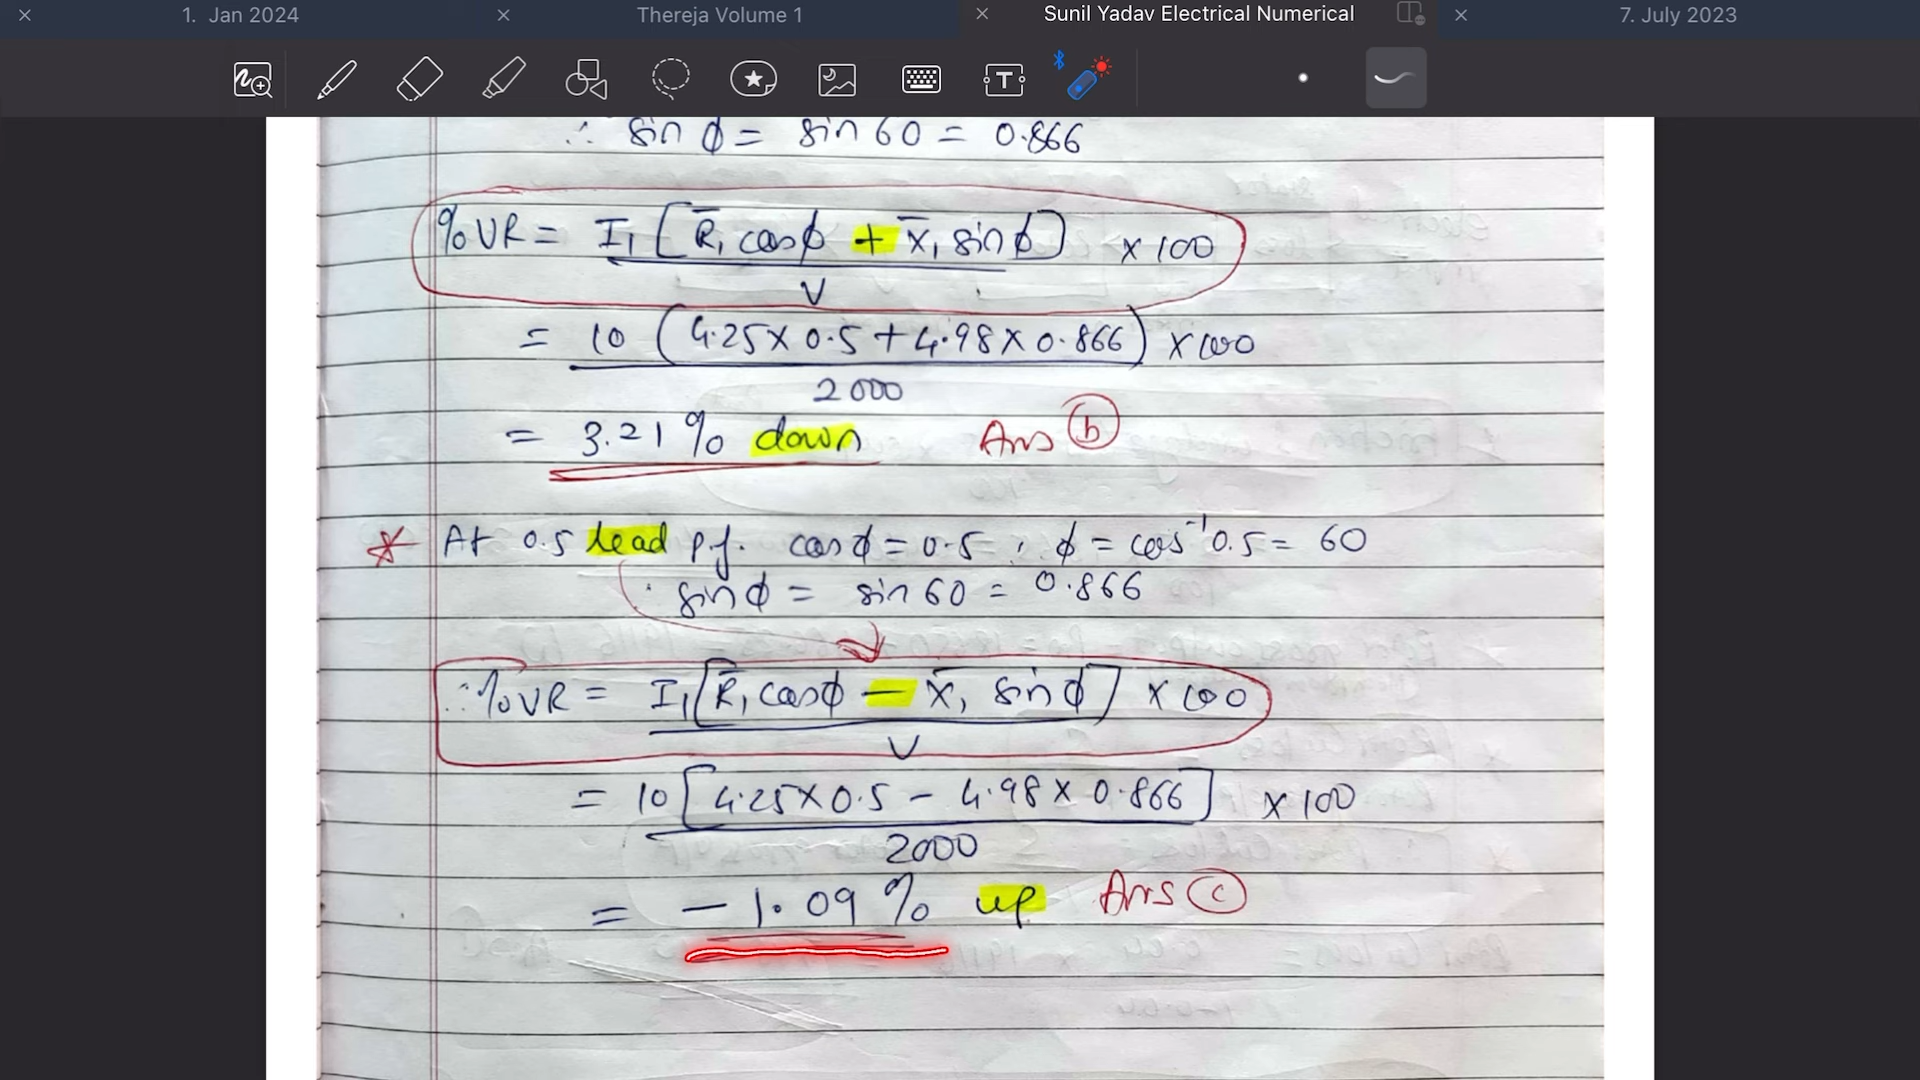 1. Jan 2024
Thereja Volume 1
Sunil Yadav Electrical Numerical
7. July 2023
∴ sin ϕ = sin 60 = 0.866
%VR = I₁ [R̅₁ cosϕ + x̅₁ sinϕ] × 100
V
= 10 (4.25 × 0.5 + 4.98 × 0.866) × 100
2000
= 3.21 % down Ans (b)
* At 0.5 lead p.f. cosϕ = 0.5 , ϕ = cos⁻¹ 0.5 = 60
∴ sin ϕ = sin 60 = 0.866
∴ %VR = I₁ [R̅₁ cosϕ − x̅₁ sin ϕ] × 100
V
= 10 [4.25 × 0.5 − 4.98 × 0.866] × 100
2000
= − 1.09 % up Ans (c)